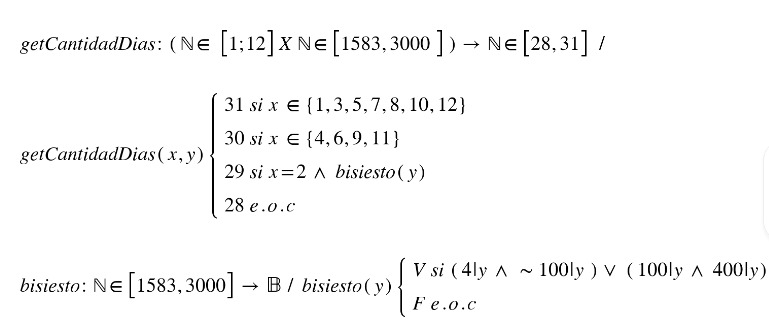 getCantidadDias: ( ℕ∈ [1;12] X ℕ∈[1583,3000 ] ) → ℕ∈[28,31] /
31 si x ∈ {1,3,5,7,8,10,12}
30 si x ∈ {4,6,9,11}
getCantidadDias( x,y) {
29 si x=2 ∧ bisiesto( y)
28 e.o.c
V si ( 4|y ∧ ~ 100|y ) ∨ ( 100|y ∧ 400|y)
bisiesto: ℕ∈[1583,3000] → 𝔹 / bisiesto( y) {
F e.o.c